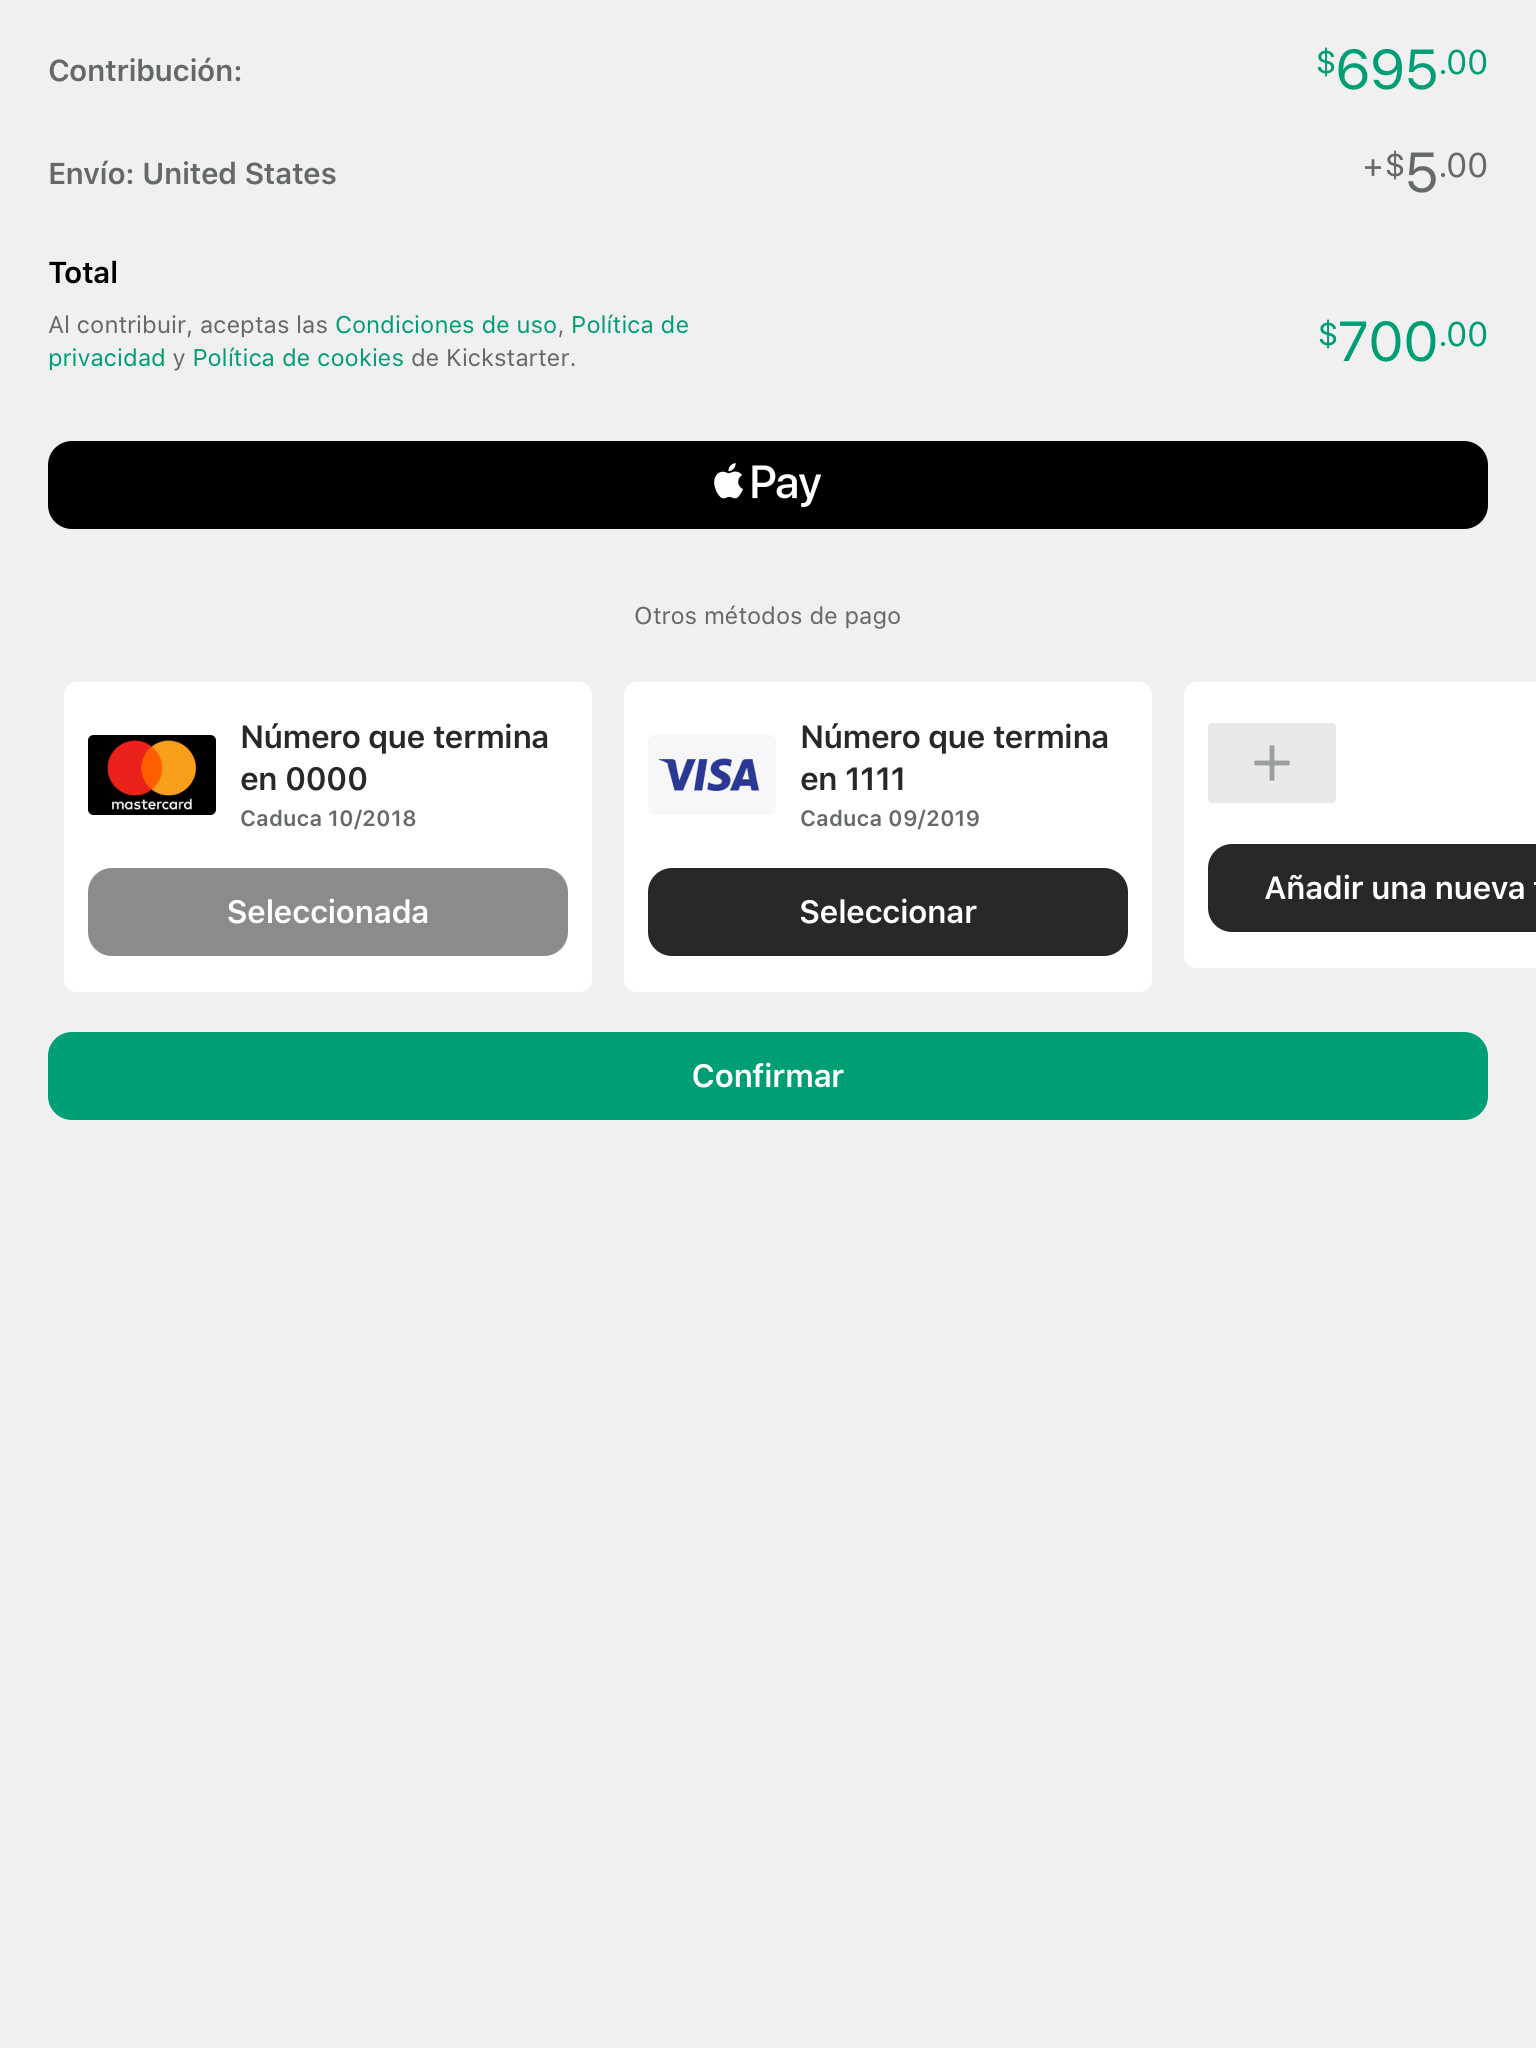 Contribución:
$695.00
Envío: United States
+$5.00
Total
Al contribuir, aceptas las Condiciones de uso, Política de
privacidad y Política de cookies de Kickstarter.
$700.00
Pay
Otros métodos de pago
mastercard
Número que termina
en 0000
Caduca 10/2018
Seleccionada
VISA
Número que termina
en 1111
Caduca 09/2019
Seleccionar
Añadir una nueva
Confirmar